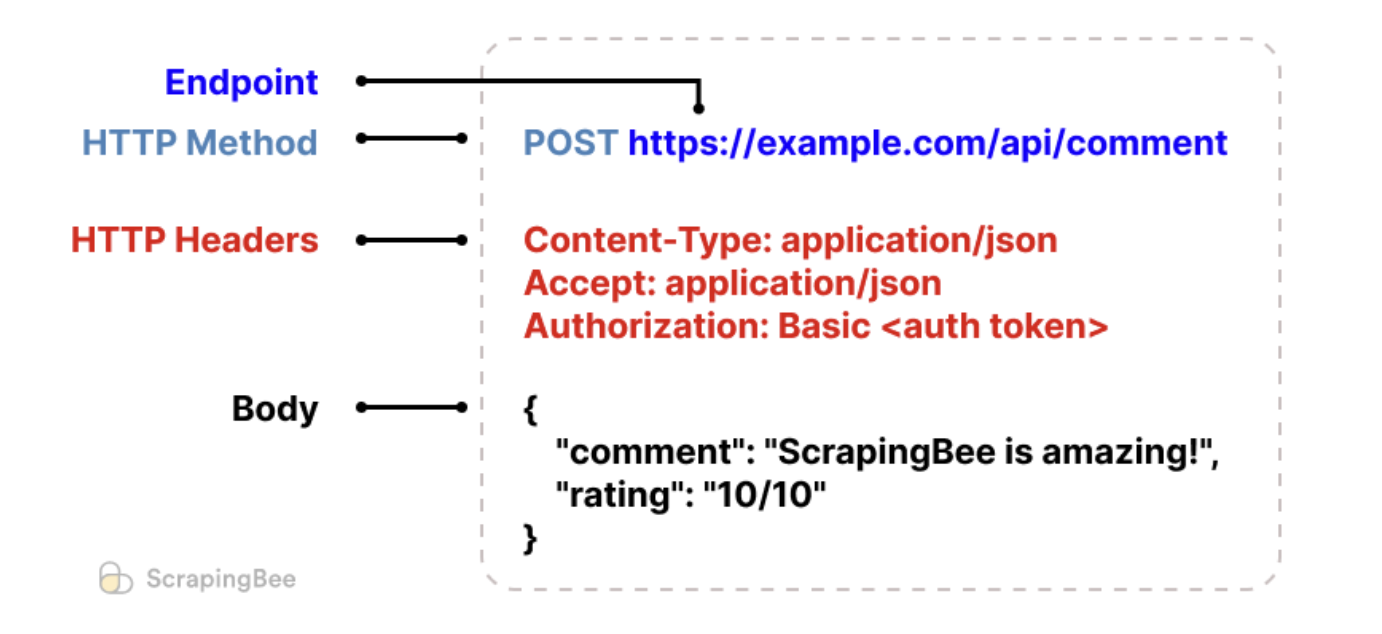 Endpoint
HTTP Method
POST https://example.com/api/comment
HTTP Headers
Content-Type: application/json
Accept: application/json
Authorization: Basic <auth token>
Body
{
"comment": "ScrapingBee is amazing!",
"rating": "10/10"
}
ScrapingBee